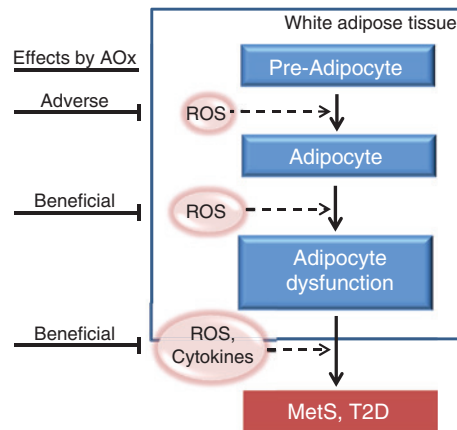 White adipose tissue
Effects by AOx
Pre-Adipocyte
Adverse
ROS
Adipocyte
Beneficial
ROS
Adipocyte
dysfunction
Beneficial
ROS,
Cytokines
MetS, T2D